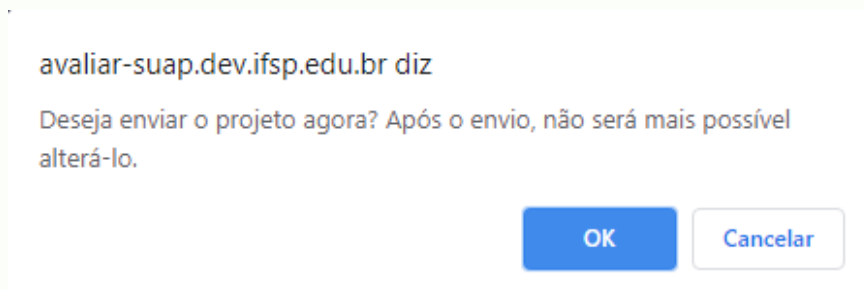 avaliar-suap.dev.ifsp.edu.br diz
Deseja enviar o projeto agora? Após o envio, não será mais possível
alterá-lo.
OK
Cancelar